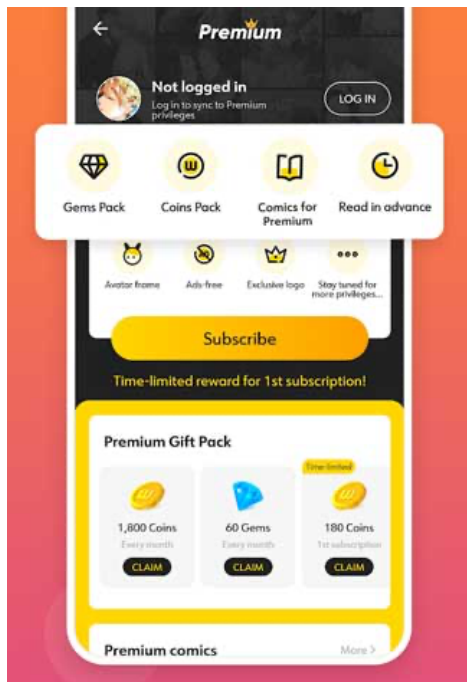 Premium
Not logged in
Log in to sync to Premium
privileges
LOG IN
Gems Pack
Coins Pack
Comics for
Premium
Read in advance
Avatar frame
Ads-free
Exclusive logo
Stay tuned for
more privileges...
Subscribe
Time-limited reward for 1st subscription!
Premium Gift Pack
Time-limited
1,800 Coins
60 Gems
180 Coins
Every month
Every month
1st subscription
CLAIM
CLAIM
CLAIM
Premium comics
More >